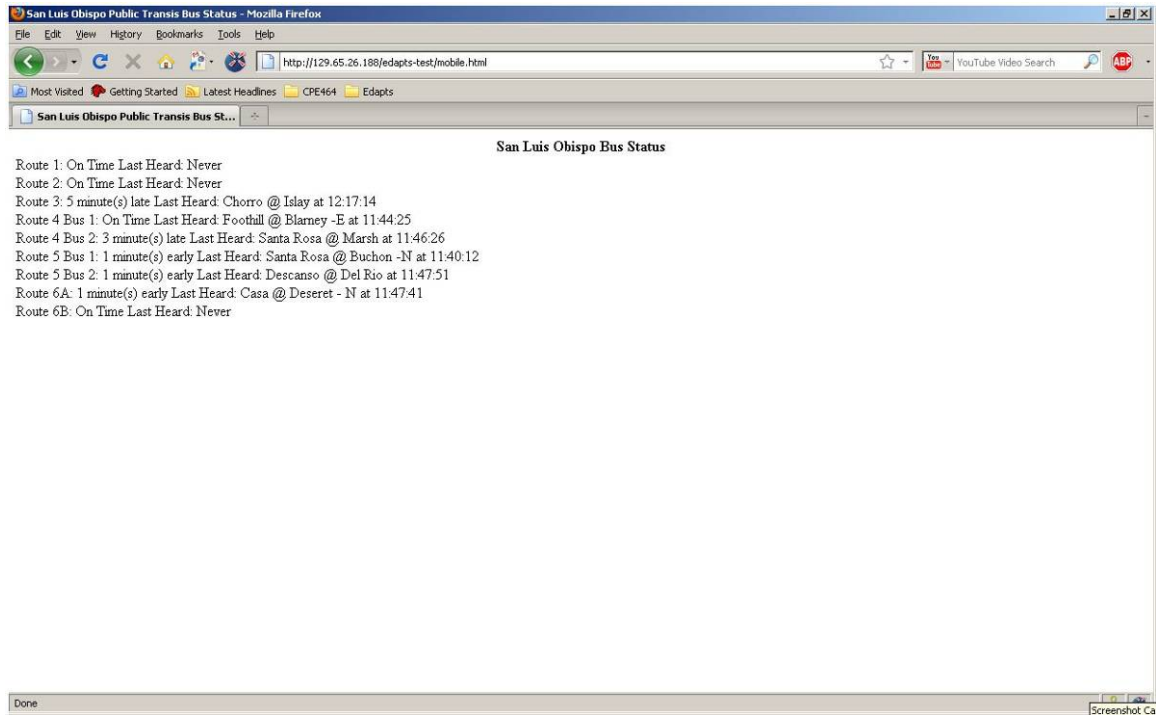 San Luis Obispo Public Transis Bus Status - Mozilla Firefox
File Edit View History Bookmarks Tools Help
http://129.65.26.188/edapts-test/mobile.html
You Tube YouTube Video Search ABP
Most Visited Getting Started Latest Headlines CPE464 Edapts
San Luis Obispo Public Transis Bus St...
San Luis Obispo Bus Status
Route 1: On Time Last Heard: Never
Route 2: On Time Last Heard: Never
Route 3: 5 minute(s) late Last Heard: Chorro @ Islay at 12:17:14
Route 4 Bus 1: On Time Last Heard: Foothill @ Blarney -E at 11:44:25
Route 4 Bus 2: 3 minute(s) late Last Heard: Santa Rosa @ Marsh at 11:46:26
Route 5 Bus 1: 1 minute(s) early Last Heard: Santa Rosa @ Buchon -N at 11:40:12
Route 5 Bus 2: 1 minute(s) early Last Heard: Descanso @ Del Rio at 11:47:51
Route 6A: 1 minute(s) early Last Heard: Casa @ Deseret - N at 11:47:41
Route 6B: On Time Last Heard: Never
Done
Screenshot Ca